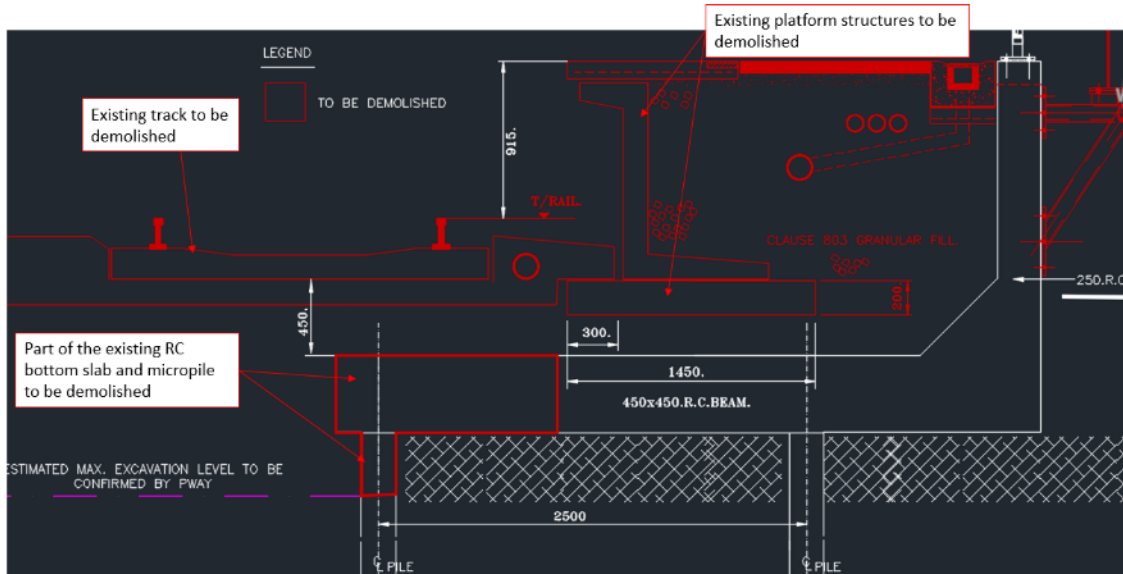 Existing platform structures to be
demolished
LEGEND
TO BE DEMOLISHED
Existing track to be
demolished
915.
T/RAIL.
CLAUSE 803 GRANULAR FILL.
250.R.C
200
450.
300.
Part of the existing RC
bottom slab and micropile
to be demolished
1450.
450x450.R.C.BEAM.
ESTIMATED MAX. EXCAVATION LEVEL TO BE
CONFIRMED BY PWAY
2500
℄ PILE
℄ PILE